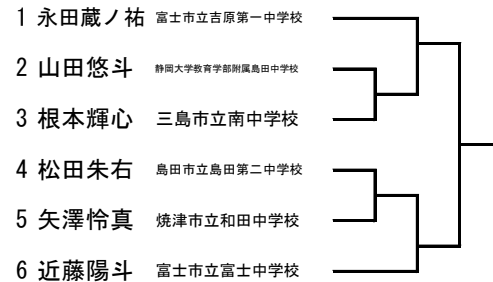 1 永田蔵ノ祐 富士市立吉原第一中学校
2 山田悠斗 静岡大学教育学部附属島田中学校
3 根本輝心 三島市立南中学校
4 松田朱右 島田市立島田第二中学校
5 矢澤怜真 焼津市立和田中学校
6 近藤陽斗 富士市立富士中学校